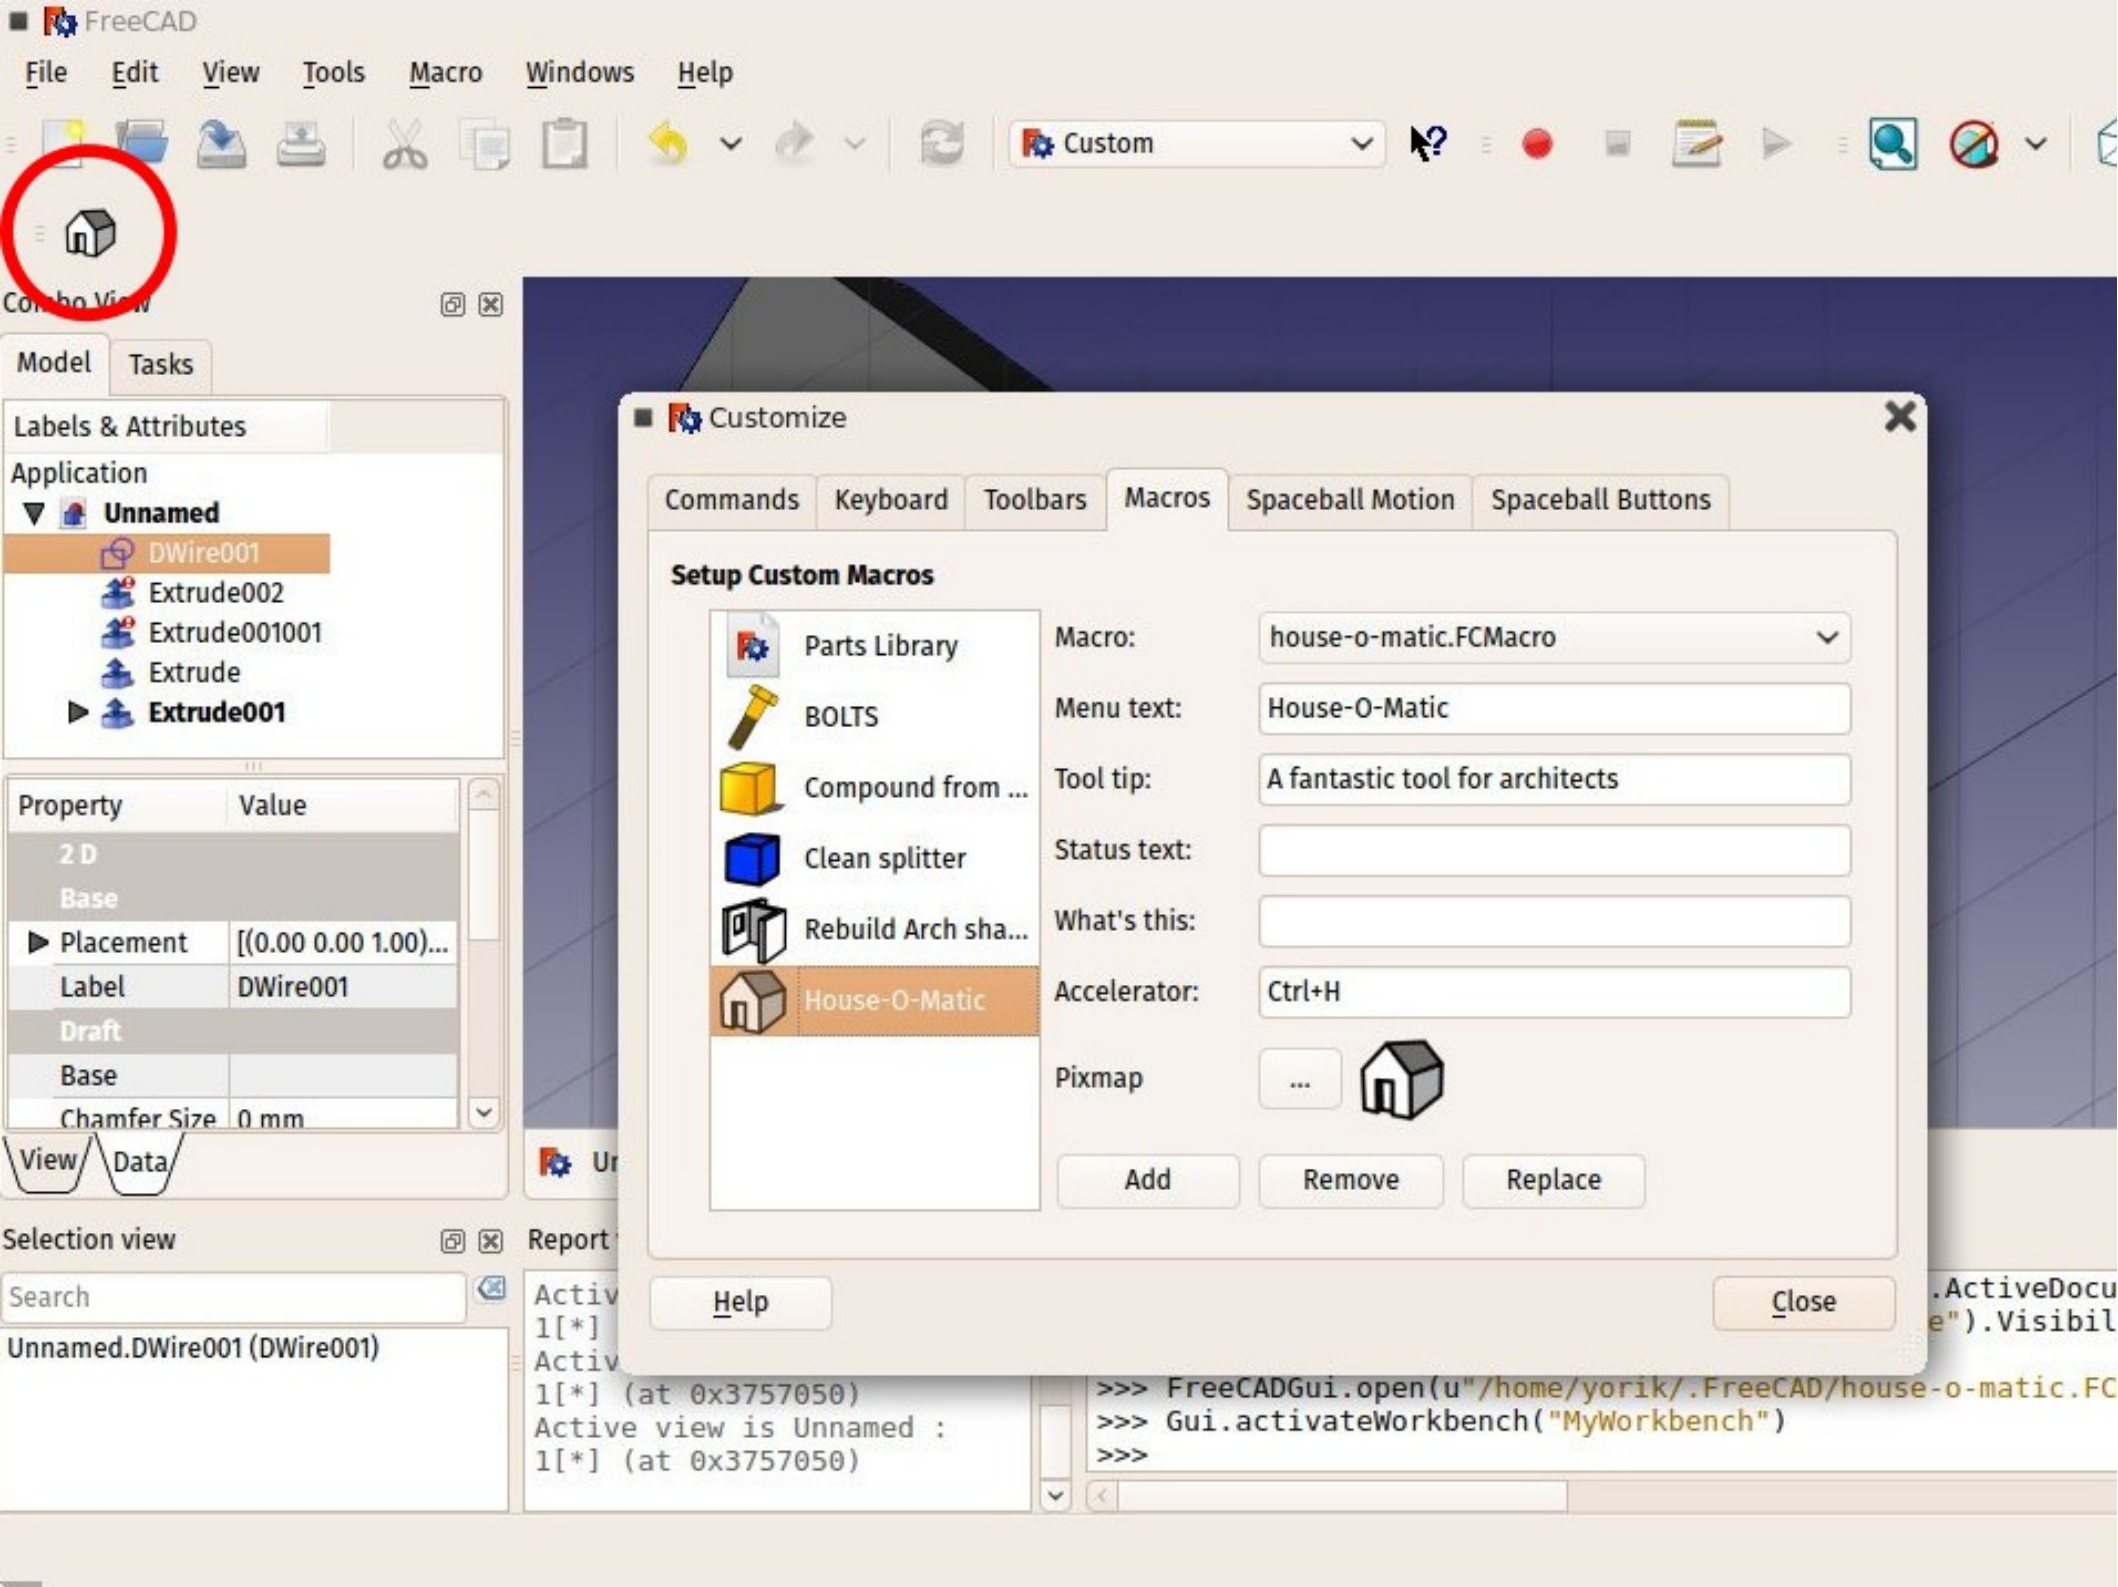 FreeCAD
File Edit View Tools Macro Windows Help
Custom
Combo View
Model Tasks
Labels & Attributes
Application
Unnamed
DWire001
Extrude002
Extrude001001
Extrude
Extrude001
Property Value
2 D
Base
Placement [(0.00 0.00 1.00)...
Label DWire001
Draft
Base
Chamfer Size 0 mm
View Data
Selection view
Search
Unnamed.DWire001 (DWire001)
Customize
Commands Keyboard Toolbars Macros Spaceball Motion Spaceball Buttons
Setup Custom Macros
Parts Library
BOLTS
Compound from ...
Clean splitter
Rebuild Arch sha...
House-O-Matic
Macro: house-o-matic.FCMacro
Menu text: House-O-Matic
Tool tip: A fantastic tool for architects
Status text:
What's this:
Accelerator: Ctrl+H
Pixmap ...
Add Remove Replace
Help Close
Un
Report
Activ
1[*]
Activ
1[*] (at 0x3757050)
Active view is Unnamed :
1[*] (at 0x3757050)
.ActiveDocu
e").Visibil
>>> FreeCADGui.open(u"/home/yorik/.FreeCAD/house-o-matic.FC
>>> Gui.activateWorkbench("MyWorkbench")
>>>